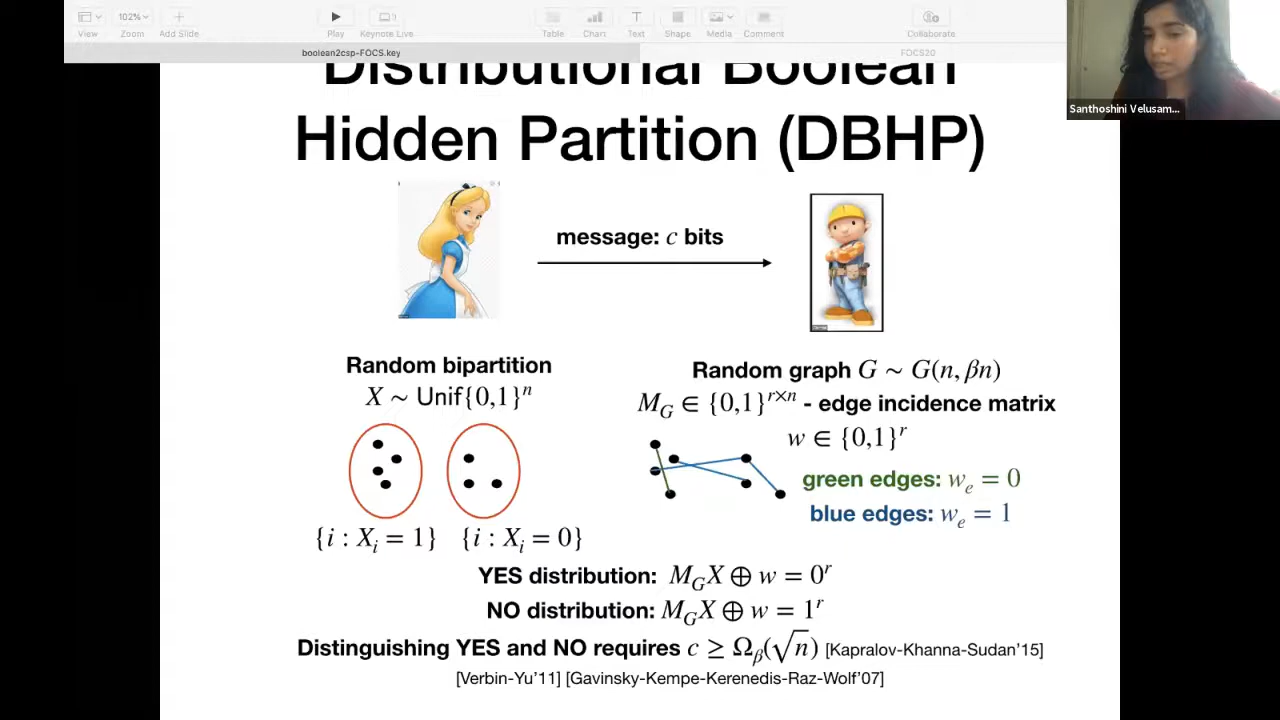 View
102%
Zoom
Add Slide
Play
Keynote Live
Table
Chart
Text
Shape
Media
Comment
Collaborate
boolean2csp-FOCS.key
FOCS20
Santhoshini Velusam...
Distributional Boolean
Hidden Partition (DBHP)
message: c bits
Random bipartition
X ∼ Unif{0,1}ⁿ
{i : Xᵢ = 1} {i : Xᵢ = 0}
Random graph G ∼ G(n, βn)
M_G ∈ {0,1}^{r×n} - edge incidence matrix
w ∈ {0,1}^r
green edges: w_e = 0
blue edges: w_e = 1
YES distribution: M_G X ⊕ w = 0^r
NO distribution: M_G X ⊕ w = 1^r
Distinguishing YES and NO requires c ≥ Ω_β(√n) [Kapralov-Khanna-Sudan'15]
[Verbin-Yu'11] [Gavinsky-Kempe-Kerenedis-Raz-Wolf'07]